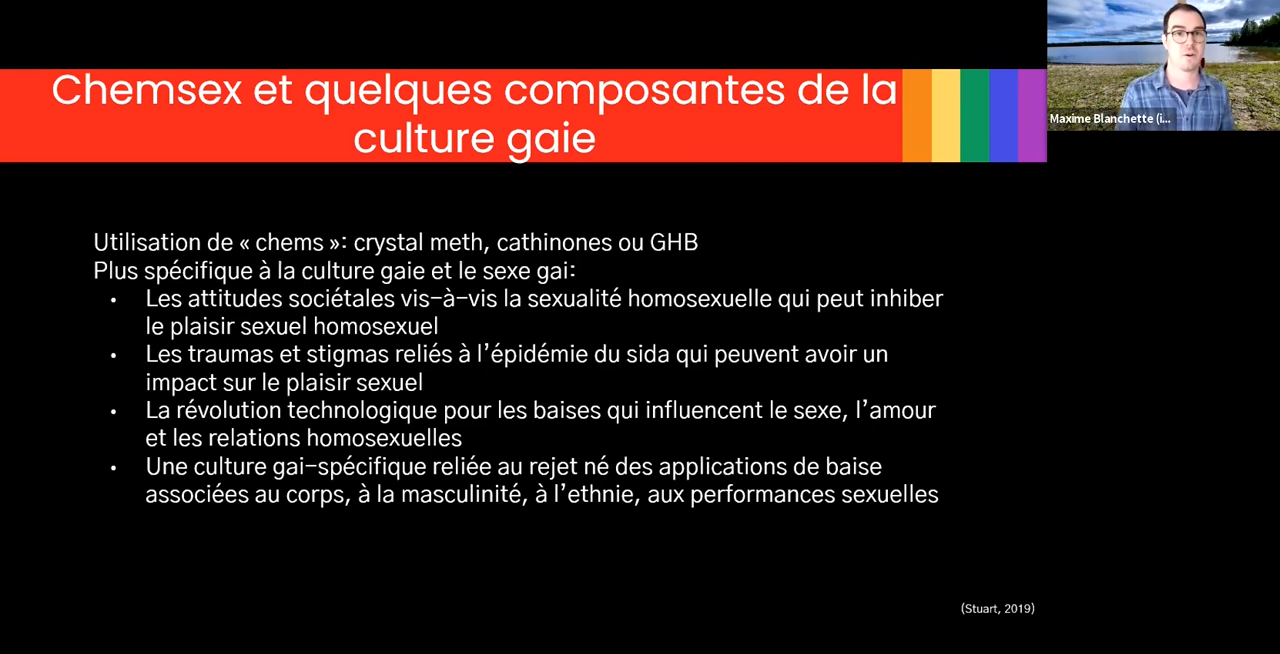 Chemsex et quelques composantes de la
culture gaie
Maxime Blanchette (i...
Utilisation de « chems »: crystal meth, cathinones ou GHB
Plus spécifique à la culture gaie et le sexe gai:
• Les attitudes sociétales vis-à-vis la sexualité homosexuelle qui peut inhiber
le plaisir sexuel homosexuel
• Les traumas et stigmas reliés à l'épidémie du sida qui peuvent avoir un
impact sur le plaisir sexuel
• La révolution technologique pour les baises qui influencent le sexe, l'amour
et les relations homosexuelles
• Une culture gai-spécifique reliée au rejet né des applications de baise
associées au corps, à la masculinité, à l'ethnie, aux performances sexuelles
(Stuart, 2019)